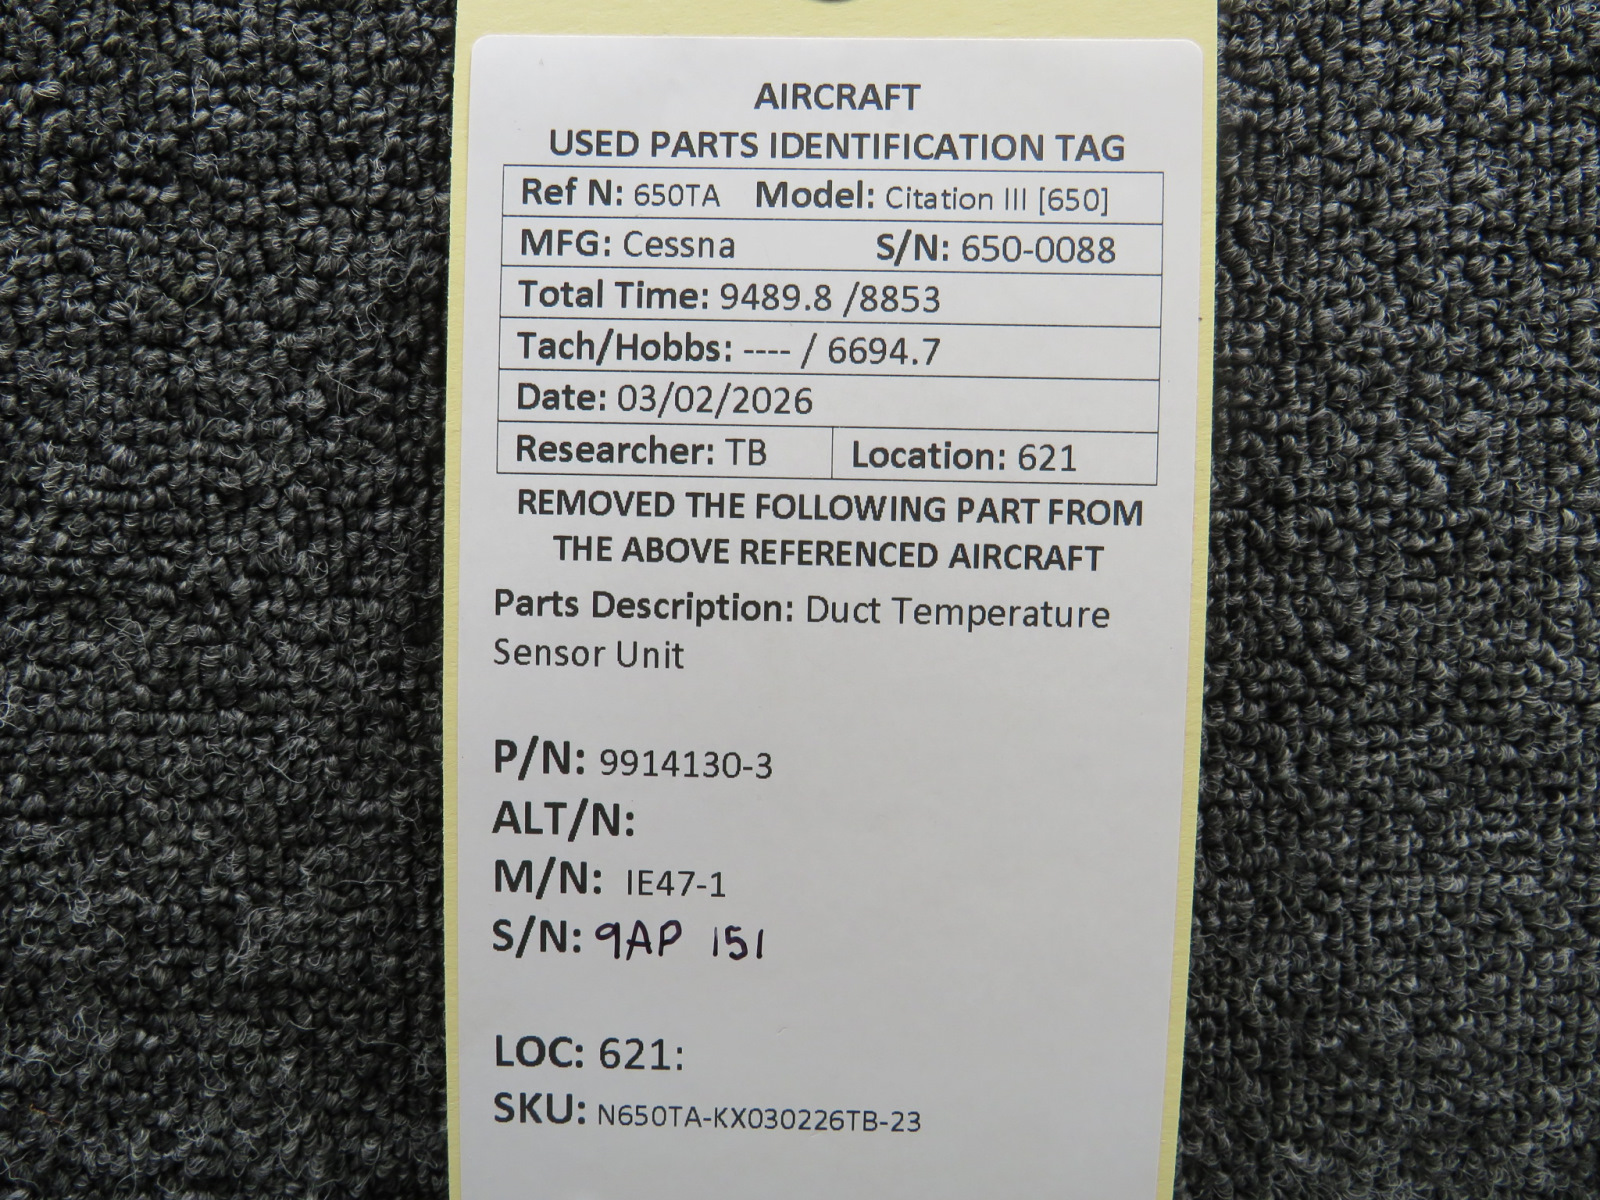 AIRCRAFT
USED PARTS IDENTIFICATION TAG
Ref N: 650TA Model: Citation III [650]
MFG: Cessna S/N: 650-0088
Total Time: 9489.8 /8853
Tach/Hobbs: ---- / 6694.7
Date: 03/02/2026
Researcher: TB Location: 621
REMOVED THE FOLLOWING PART FROM
THE ABOVE REFERENCED AIRCRAFT
Parts Description: Duct Temperature
Sensor Unit
P/N: 9914130-3
ALT/N:
M/N: IE47-1
S/N: 9AP 151
LOC: 621:
SKU: N650TA-KX030226TB-23